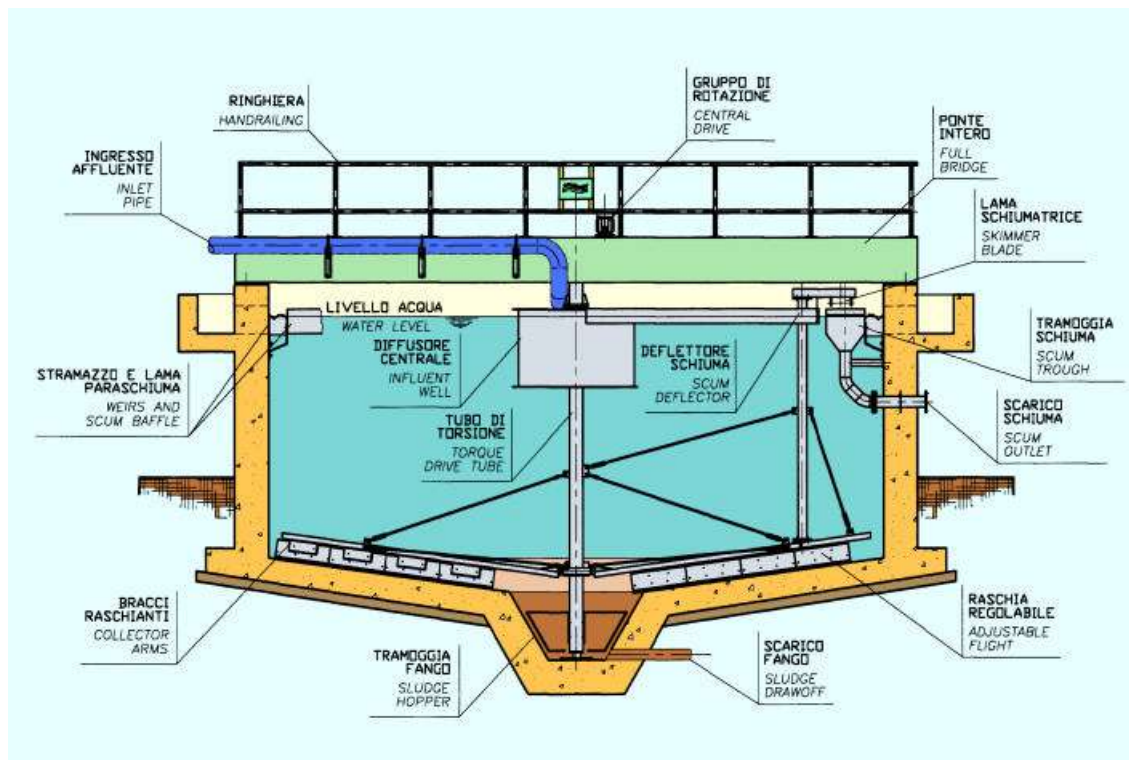 RINGHIERA
HANDRAILING
INGRESSO
AFFLUENTE
INLET
PIPE
GRUPPO DI
ROTAZIONE
CENTRAL
DRIVE
PONTE
INTERO
FULL
BRIDGE
LAMA
SCHIUMATRICE
SKIMMER
BLADE
LIVELLO ACQUA
WATER LEVEL
DIFFUSORE
CENTRALE
INFLUENT
WELL
DEFLETTORE
SCHIUMA
SCUM
DEFLECTOR
TRAMOGGIA
SCHIUMA
SCUM
TROUGH
STRAMAZZO E LAMA
PARASCHIUMA
WEIRS AND
SCUM BAFFLE
TUBO DI
TORSIONE
TORQUE
DRIVE TUBE
SCARICO
SCHIUMA
SCUM
OUTLET
BRACCI
RASCHIANTI
COLLECTOR
ARMS
TRAMOGGIA
FANGO
SLUDGE
HOPPER
SCARICO
FANGO
SLUDGE
DRAWOFF
RASCHIA
REGOLABILE
ADJUSTABLE
FLIGHT